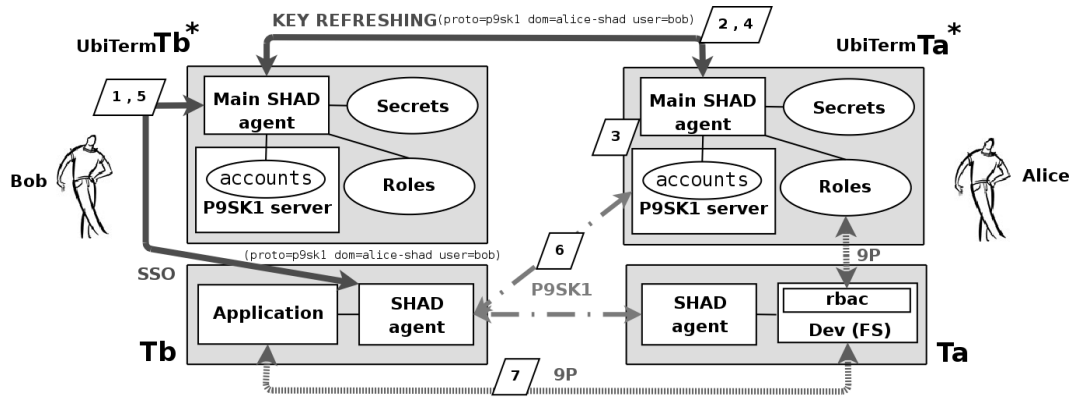 KEY REFRESHING(proto=p9sk1 dom=alice-shad user=bob)
2 , 4
UbiTermTb*
UbiTermTa*
1 , 5
Main SHAD
agent
Secrets
Main SHAD
agent
Secrets
3
Bob
accounts
P9SK1 server
Roles
accounts
P9SK1 server
Roles
Alice
6
(proto=p9sk1 dom=alice-shad user=bob)
SSO
9P
P9SK1
Application
SHAD
agent
SHAD
agent
rbac
Dev (FS)
Tb
Ta
7
9P